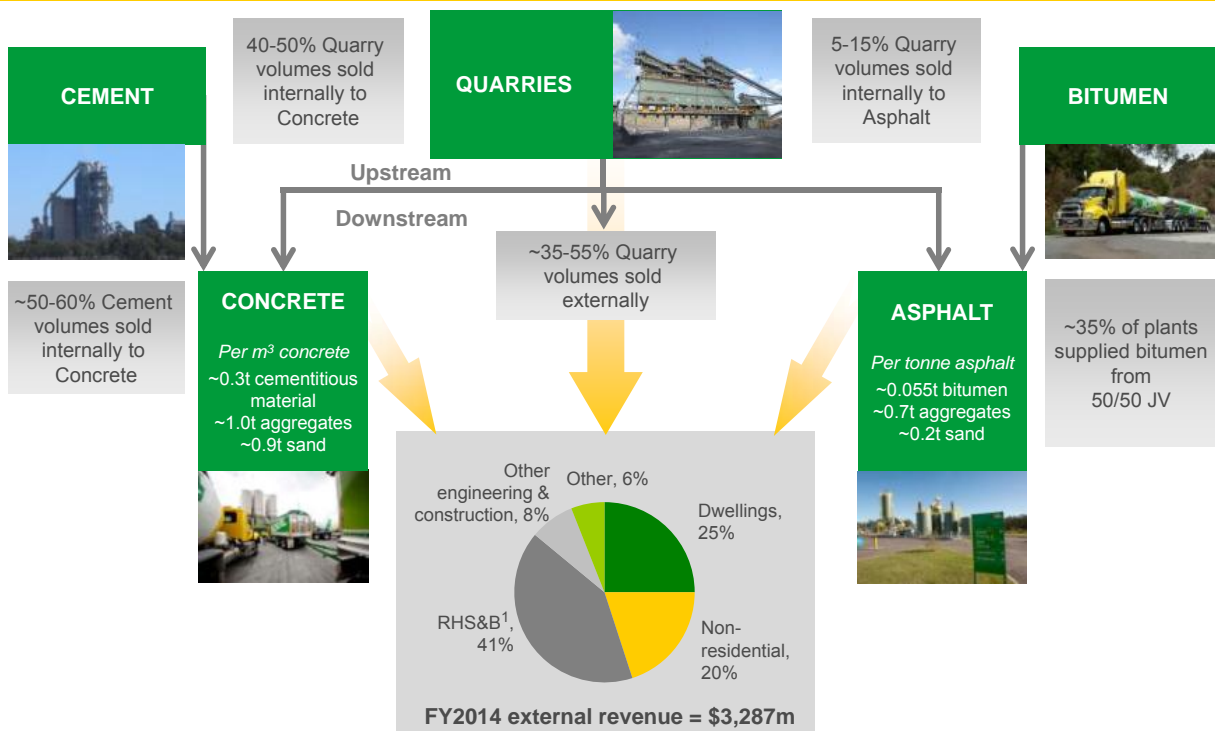 CEMENT
40-50% Quarry
volumes sold
internally to
Concrete
QUARRIES
5-15% Quarry
volumes sold
internally to
Asphalt
BITUMEN
Upstream
Downstream
~35-55% Quarry
volumes sold
externally
~50-60% Cement
volumes sold
internally to
Concrete
CONCRETE
Per m³ concrete
~0.3t cementitious
material
~1.0t aggregates
~0.9t sand
ASPHALT
Per tonne asphalt
~0.055t bitumen
~0.7t aggregates
~0.2t sand
~35% of plants
supplied bitumen
from
50/50 JV
Other
engineering &
construction, 8%
Other, 6%
Dwellings,
25%
RHS&B¹,
41%
Non-
residential,
20%
FY2014 external revenue = $3,287m